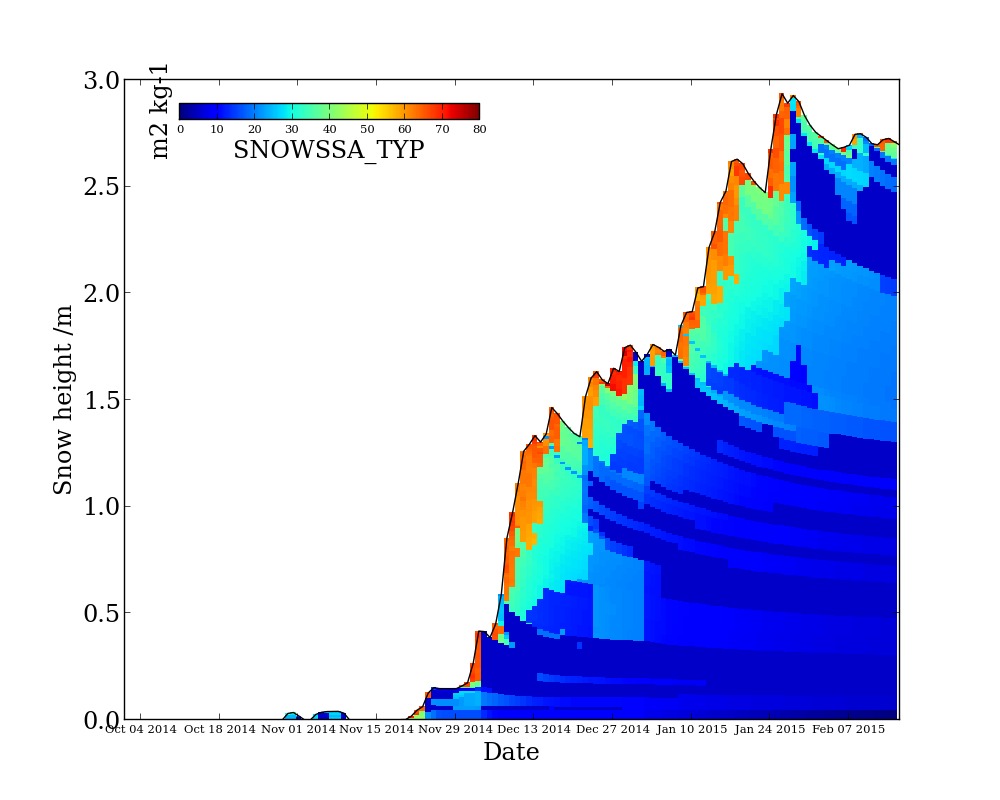 3.0
m2 kg-1
0 10 20 30 40 50 60 70 80
SNOWSSA_TYP
2.5
2.0
Snow height /m
1.5
1.0
0.5
0.0
Oct 04 2014 Oct 18 2014 Nov 01 2014 Nov 15 2014 Nov 29 2014 Dec 13 2014 Dec 27 2014 Jan 10 2015 Jan 24 2015 Feb 07 2015
Date